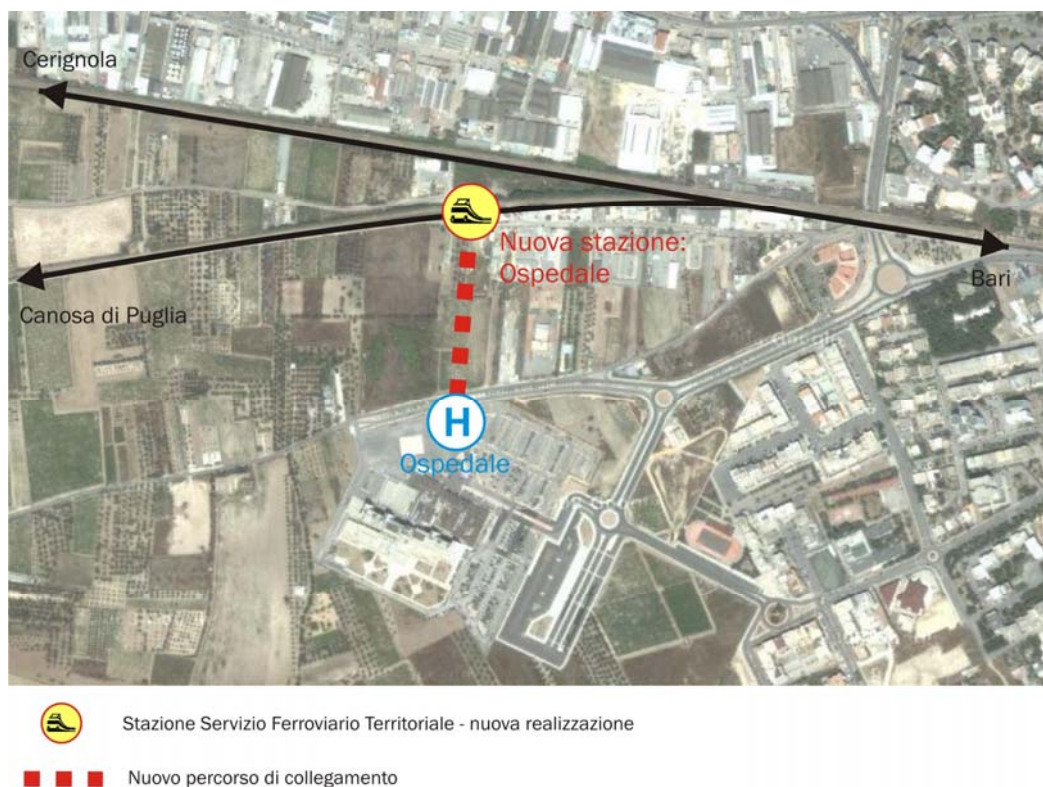 Cerignola
Nuova stazione:
Ospedale
Bari
Canosa di Puglia
H
Ospedale
Stazione Servizio Ferroviario Territoriale - nuova realizzazione
Nuovo percorso di collegamento